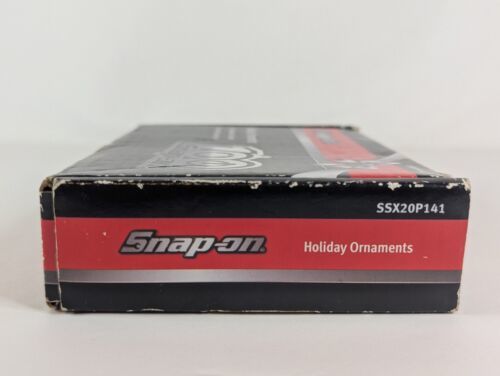 SSX20P141
Snap-on
Holiday Ornaments